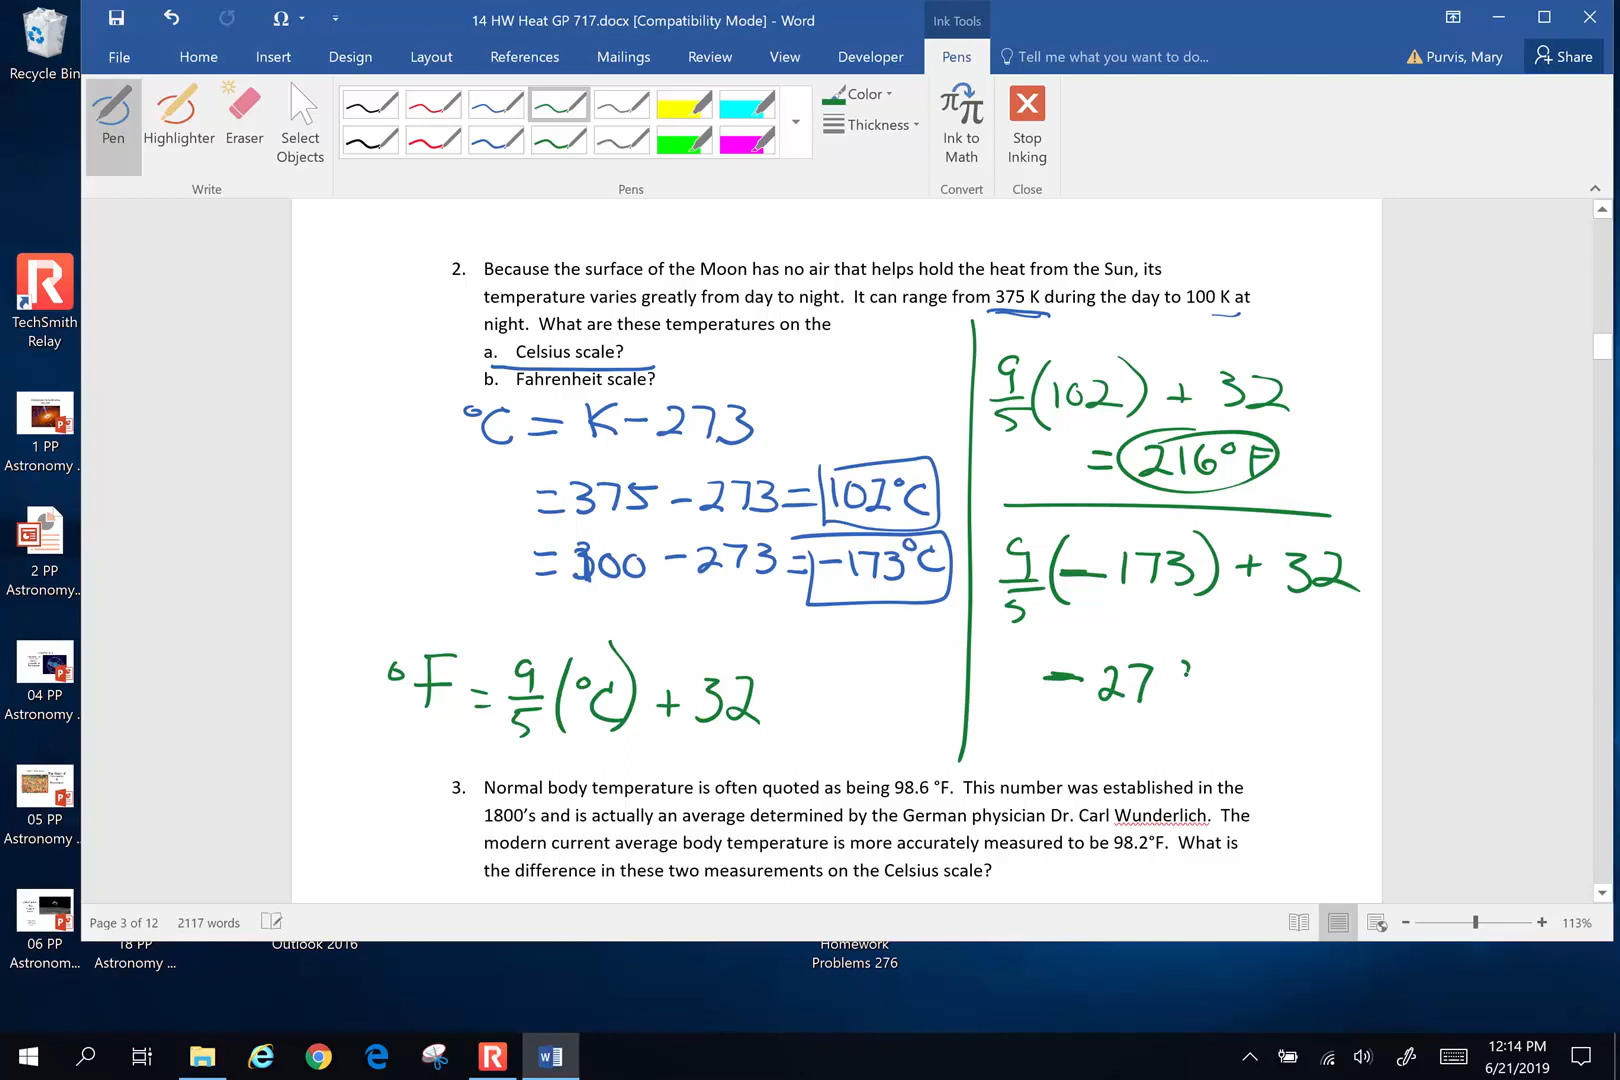 Recycle Bin
14 HW Heat GP 717.docx [Compatibility Mode] - Word
Ink Tools
File Home Insert Design Layout References Mailings Review View Developer Pens Tell me what you want to do... Purvis, Mary Share
Pen Highlighter Eraser Select Objects
Color
Thickness
Ink to Math
Stop Inking
Write Pens Convert Close
TechSmith Relay
1 PP Astronomy
2 PP Astronomy...
04 PP Astronomy ...
05 PP Astronomy ...
06 PP Astronom...
18 PP Astronomy ...
Outlook 2016
Homework Problems 276
2. Because the surface of the Moon has no air that helps hold the heat from the Sun, its
temperature varies greatly from day to night. It can range from 375 K during the day to 100 K at
night. What are these temperatures on the
a. Celsius scale?
b. Fahrenheit scale?
°C = K - 273
= 375 - 273 = 102°C
= 100 - 273 = -173°C
°F = 9/5 (°C) + 32
9/5 (102) + 32
= 216°F
9/5 (-173) + 32
-27
3. Normal body temperature is often quoted as being 98.6 °F. This number was established in the
1800's and is actually an average determined by the German physician Dr. Carl Wunderlich. The
modern current average body temperature is more accurately measured to be 98.2°F. What is
the difference in these two measurements on the Celsius scale?
Page 3 of 12 2117 words 113%
12:14 PM
6/21/2019